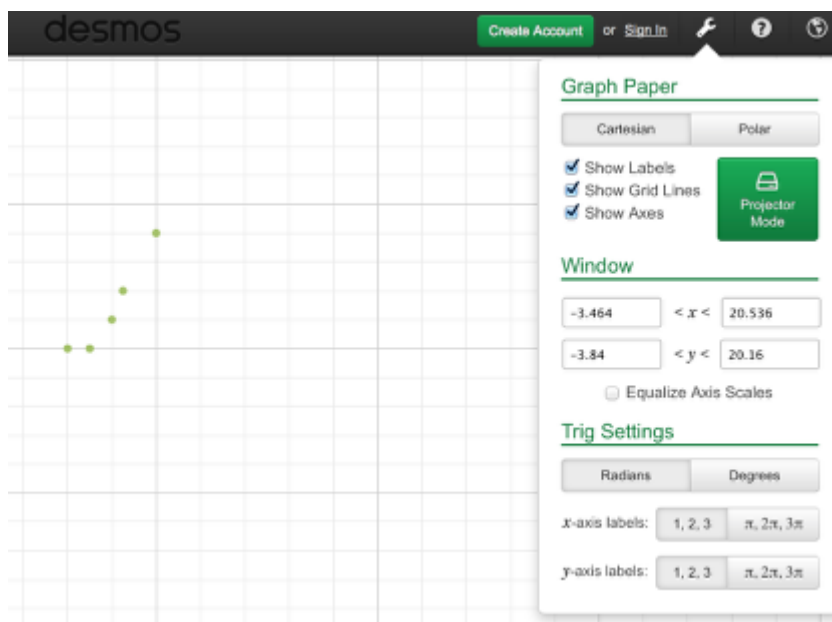 desmos
Create Account or Sign In
Graph Paper
Cartesian Polar
Show Labels
Show Grid Lines
Show Axes
Projector
Mode
Window
-3.464 < x < 20.536
-3.84 < y < 20.16
Equalize Axis Scales
Trig Settings
Radians Degrees
x-axis labels: 1, 2, 3 π, 2π, 3π
y-axis labels: 1, 2, 3 π, 2π, 3π